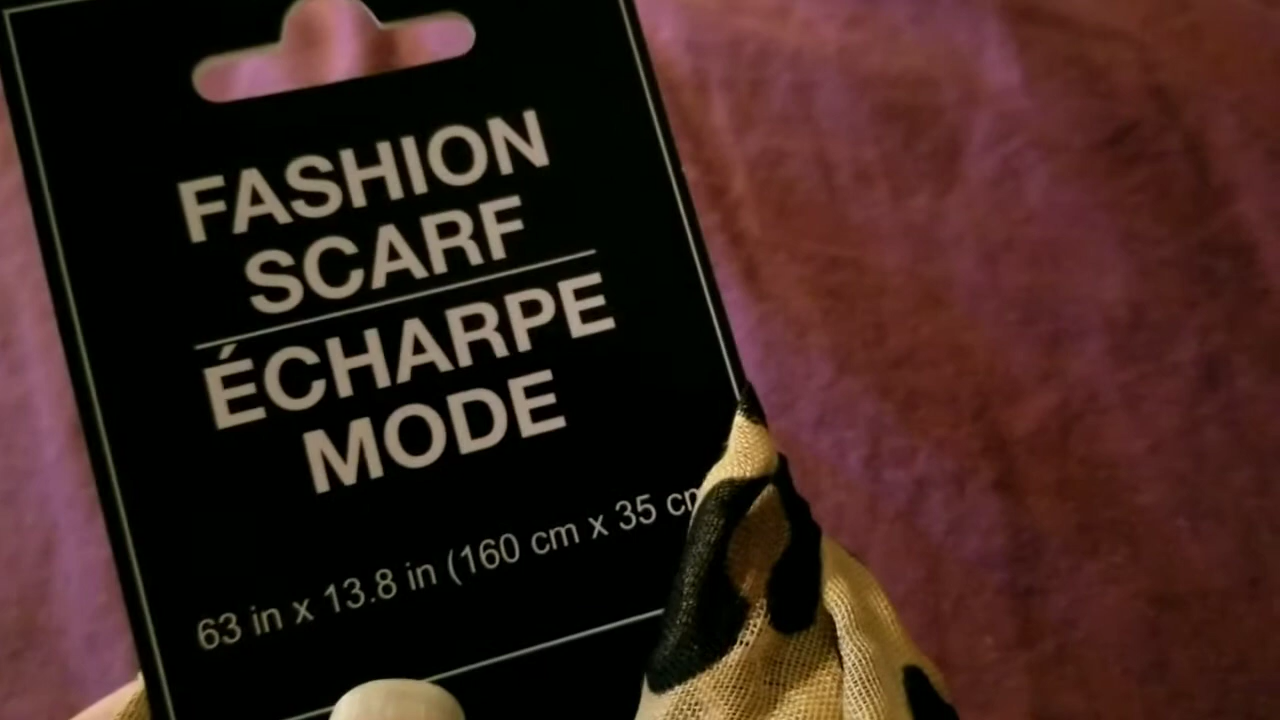 FASHION
SCARF
ÉCHARPE
MODE
63 in x 13.8 in (160 cm x 35